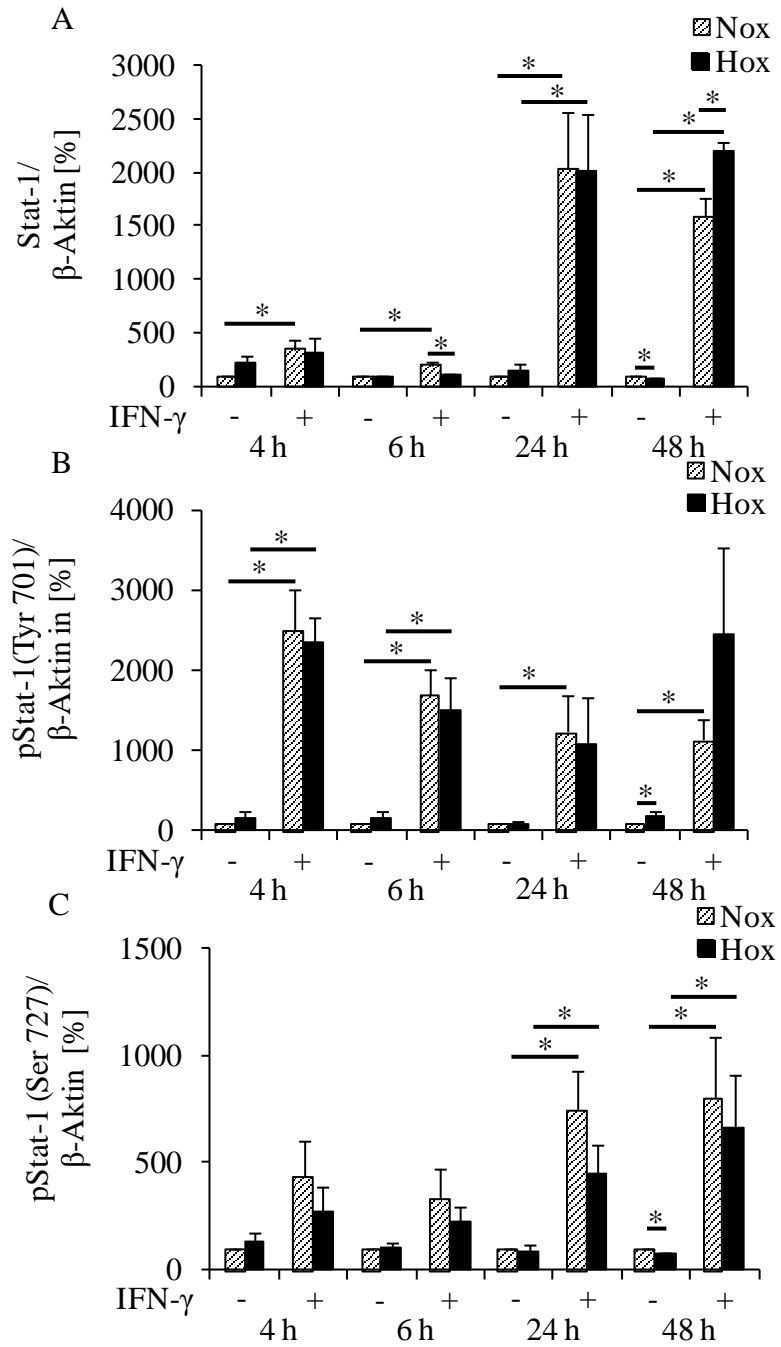 A
Nox
Hox
Stat-1/
β-Aktin [%]
3000
2500
2000
1500
1000
500
0
* * * * * * * * * *
IFN-γ - + - + - + - +
4 h 6 h 24 h 48 h
B
Nox
Hox
pStat-1(Tyr 701)/
β-Aktin in [%]
4000
3000
2000
1000
0
* * * * * * *
IFN-γ - + - + - + - +
4 h 6 h 24 h 48 h
C
Nox
Hox
pStat-1 (Ser 727)/
β-Aktin [%]
1500
1000
500
0
* * * * *
IFN-γ - + - + - + - +
4 h 6 h 24 h 48 h